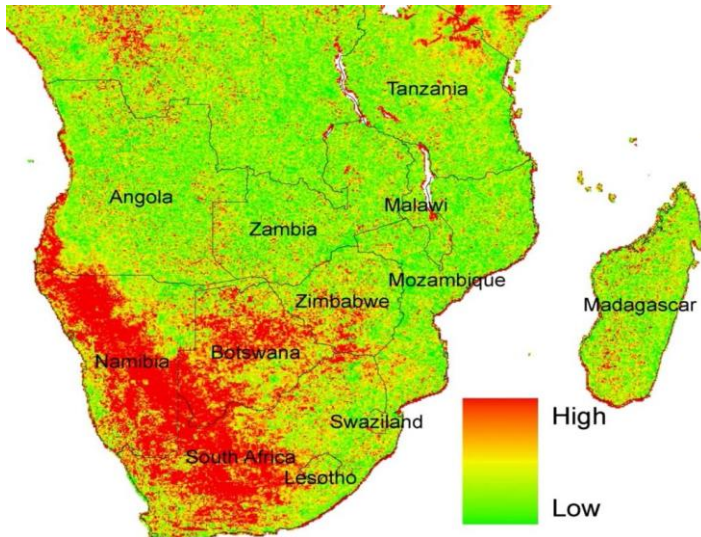 Tanzania
Angola
Malawi
Zambia
Mozambique
Zimbabwe
Madagascar
Botswana
Namibia
Swaziland
High
South Africa
Lesotho
Low